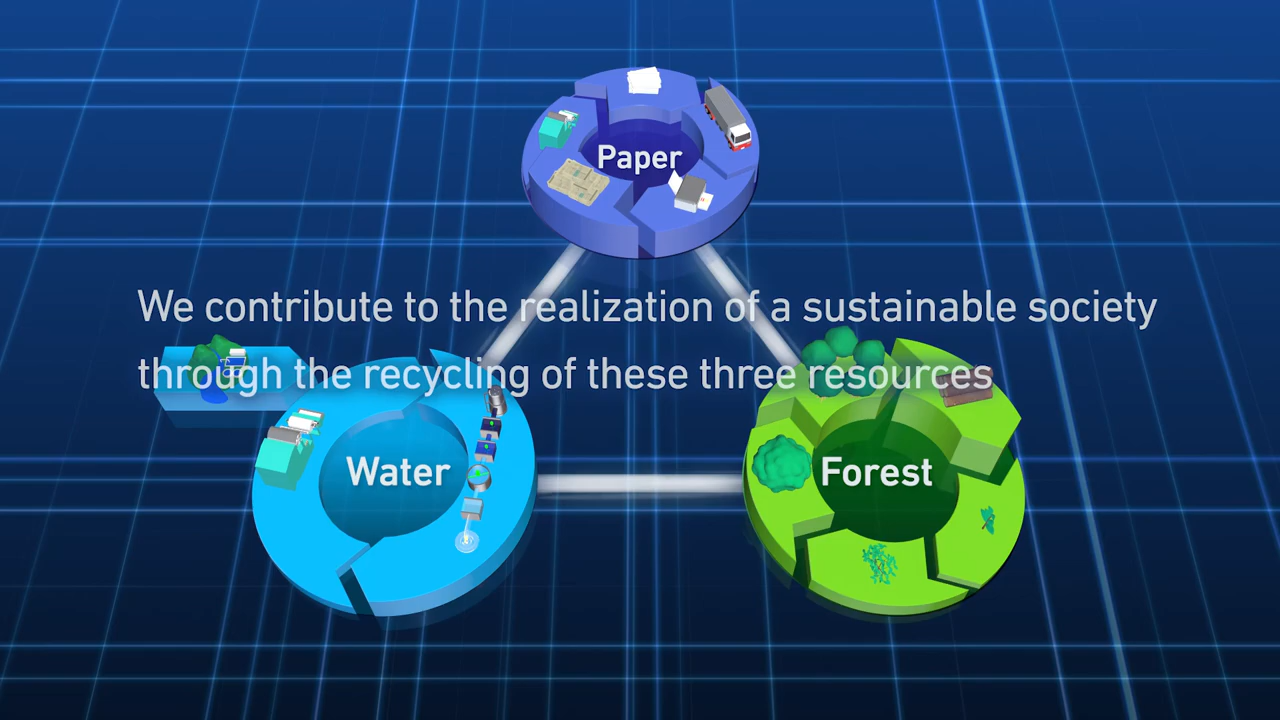 Paper
We contribute to the realization of a sustainable society
through the recycling of these three resources
Water
Forest